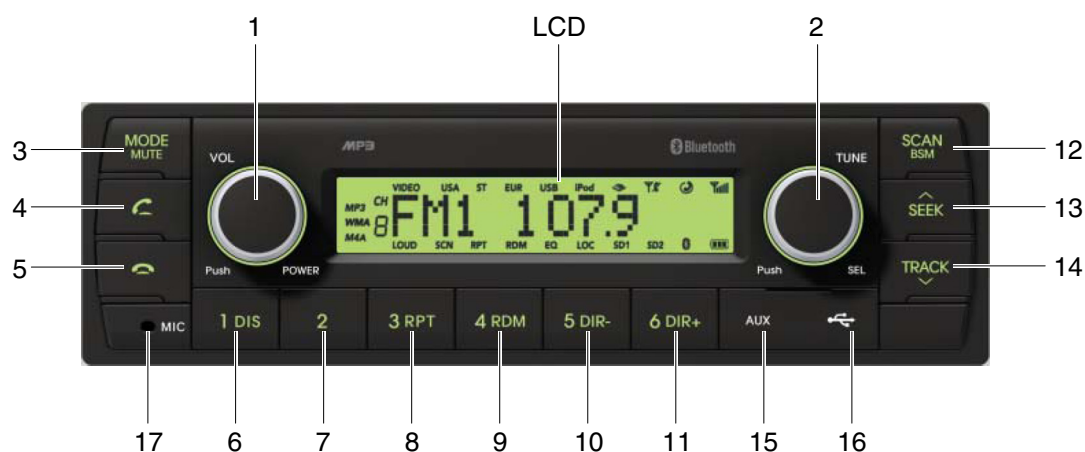 1
LCD
2
3
MODE
MUTE
VOL
MP3
Bluetooth
TUNE
SCAN
BSM
12
4
VIDEO USA ST EUR USB iPod
MP3 CH
WMA 8 FM1 107.9
M4A
LOUD SCN RPT RDM EQ LOC SD1 SD2
SEEK
13
5
Push POWER
Push SEL
TRACK
14
MIC
1 DIS
2
3 RPT
4 RDM
5 DIR-
6 DIR+
AUX
17
6
7
8
9
10
11
15
16